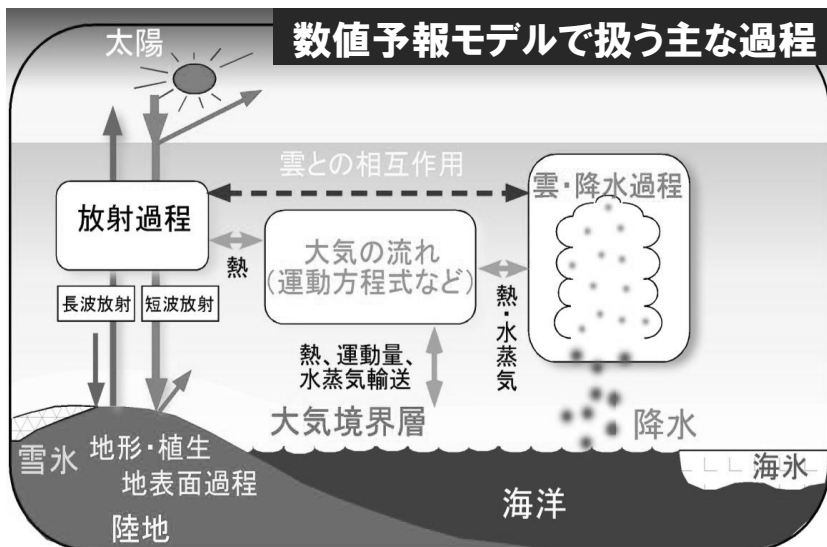 数値予報モデルで扱う主な過程
太陽
雲との相互作用
雲・降水過程
放射過程
大気の流れ
(運動方程式など)
熱
熱・水蒸気
長波放射
短波放射
熱、運動量、
水蒸気輸送
大気境界層
降水
雪氷
地形・植生
地表面過程
陸地
海洋
海氷